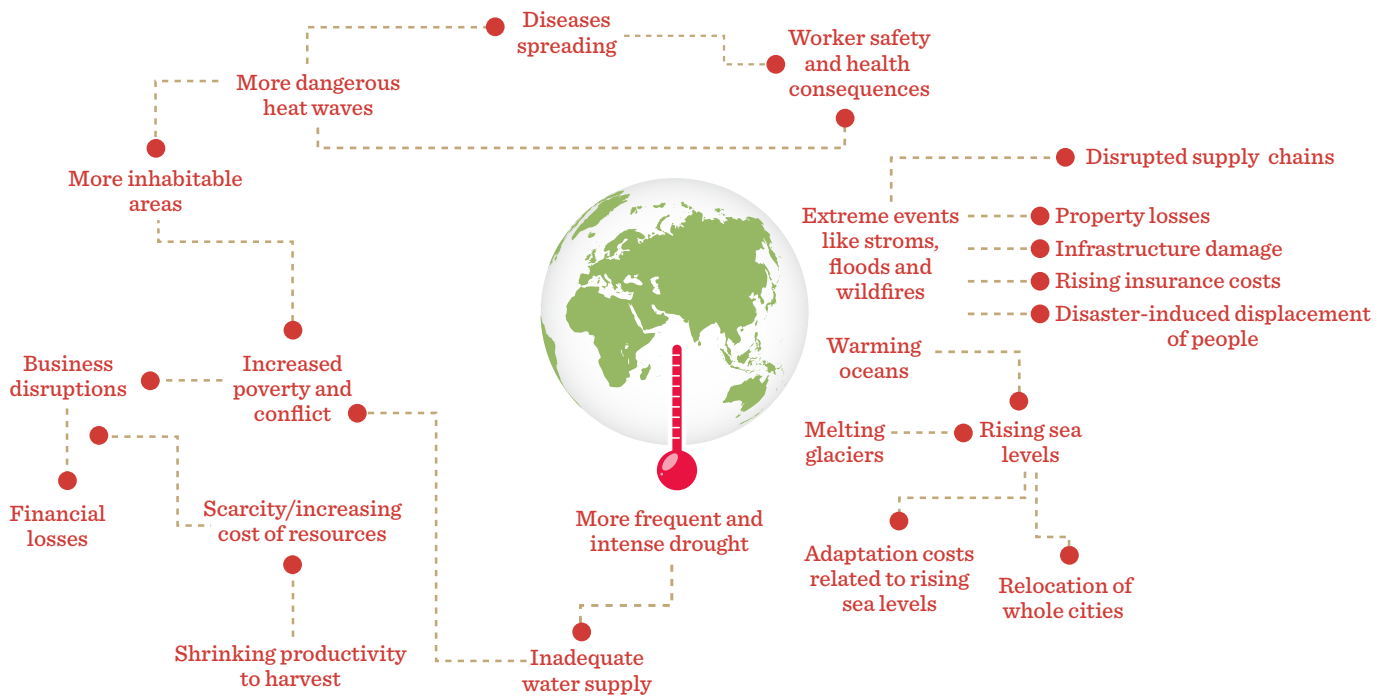 Diseases
spreading
Worker safety
and health
consequences
More dangerous
heat waves
More inhabitable
areas
Disrupted supply chains
Extreme events
like stroms,
floods and
wildfires
Property losses
Infrastructure damage
Rising insurance costs
Disaster-induced displacement
of people
Warming
oceans
Business
disruptions
Increased
poverty and
conflict
Melting
glaciers
Rising sea
levels
Financial
losses
Scarcity/increasing
cost of resources
More frequent and
intense drought
Adaptation costs
related to rising
sea levels
Relocation of
whole cities
Shrinking productivity
to harvest
Inadequate
water supply